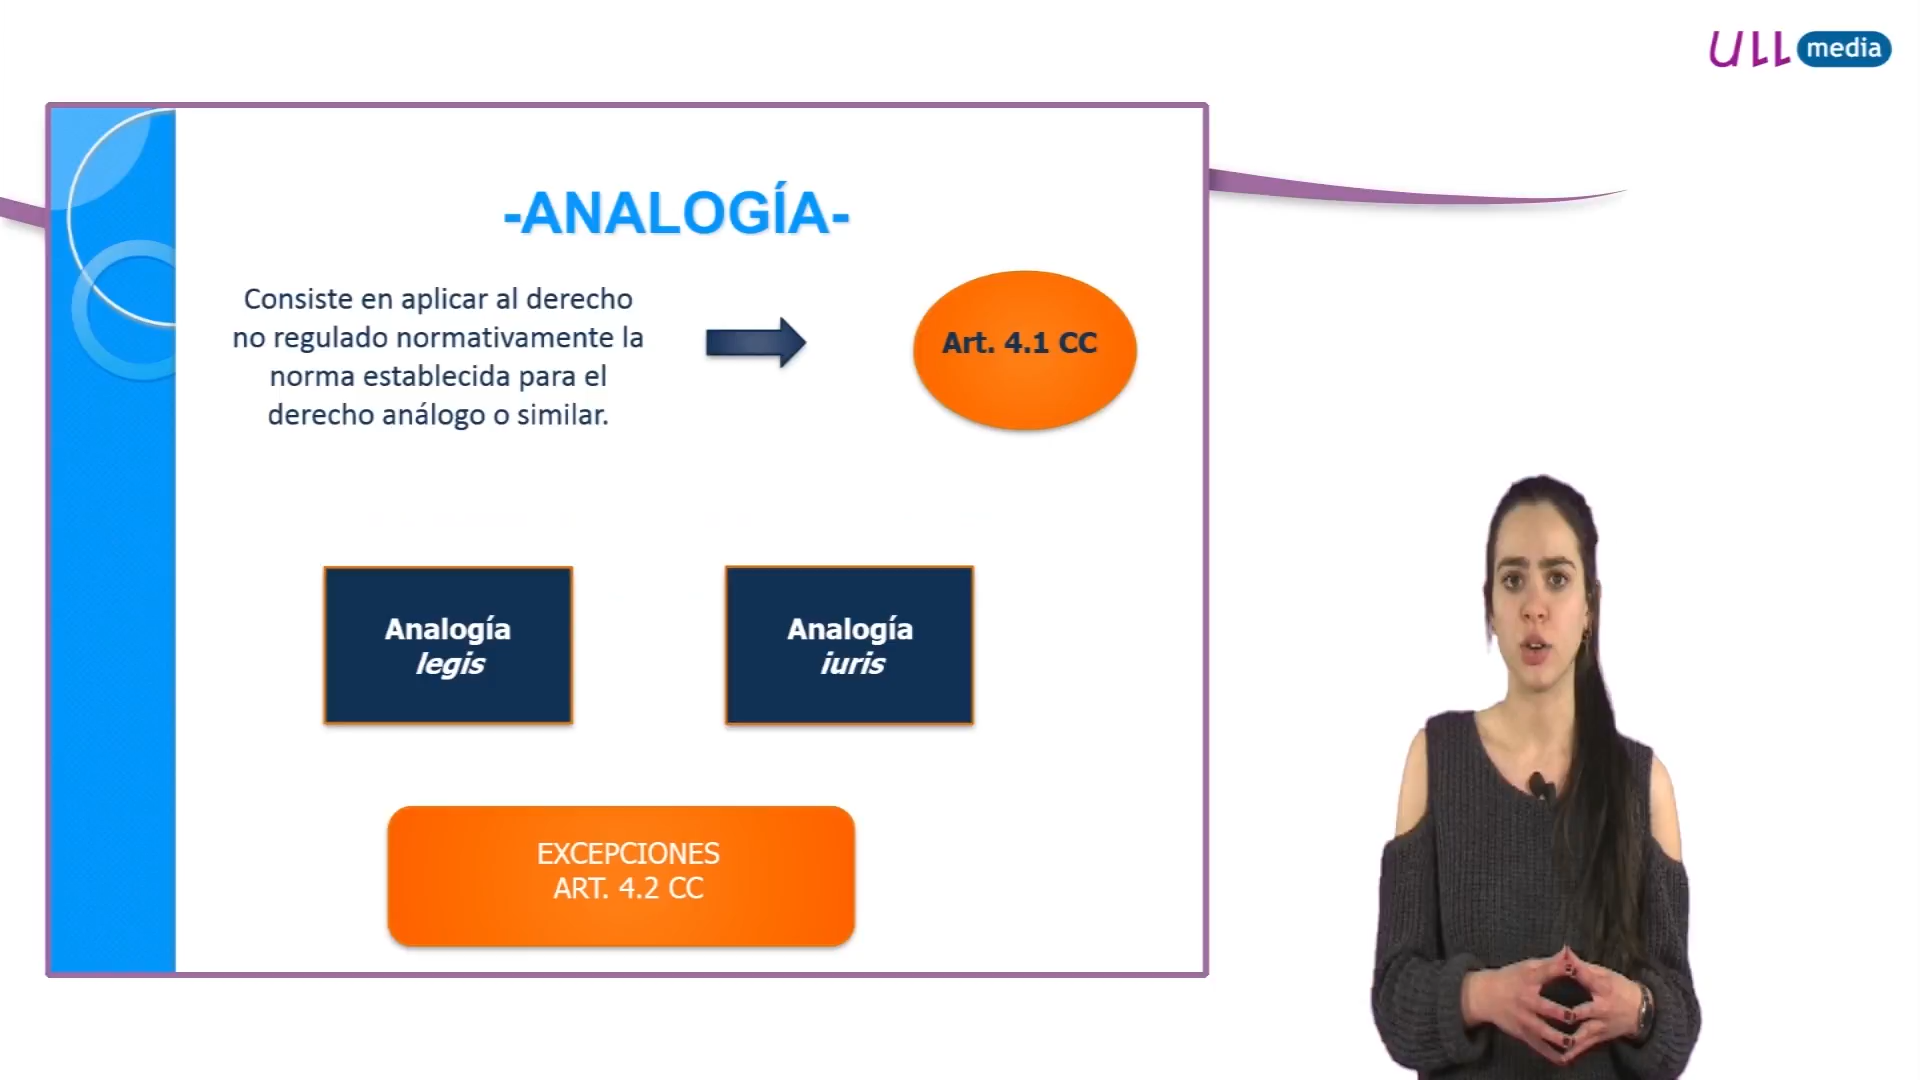 ULL media
-ANALOGÍA-
Consiste en aplicar al derecho
no regulado normativamente la
norma establecida para el
derecho análogo o similar.
Art. 4.1 CC
Analogía
legis
Analogía
iuris
EXCEPCIONES
ART. 4.2 CC